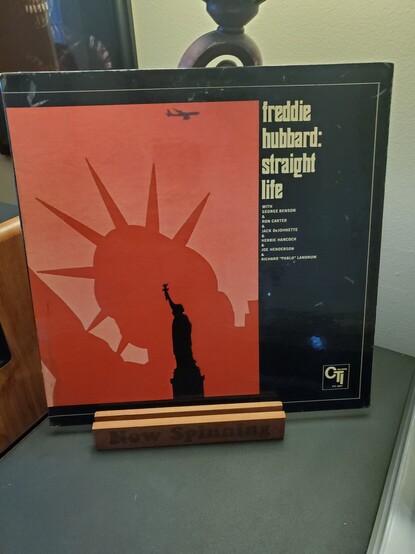 freddie
hubbard:
straight
life
WITH
GEORGE BENSON
&
RON CARTER
&
JACK DeJOHNETTE
&
HERBIE HANCOCK
&
JOE HENDERSON
&
RICHARD "PABLO" LANDRUM
CTI
Now Spinning